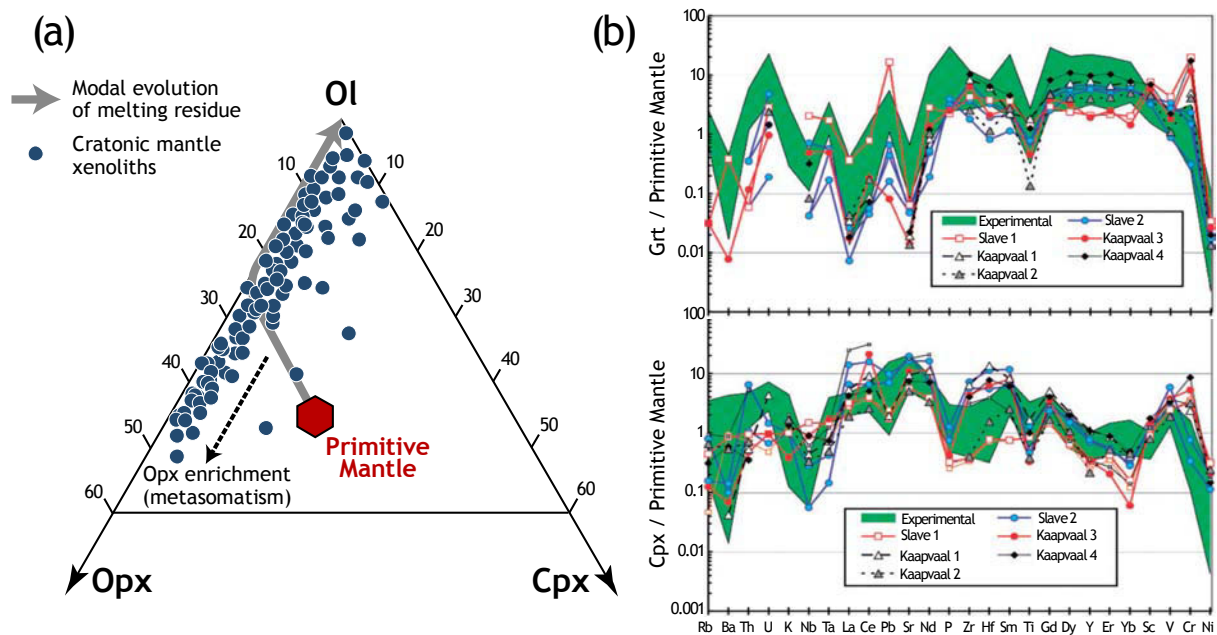 (a)
Modal evolution
of melting residue
Cratonic mantle
xenoliths
Ol
10
10
20
20
30
30
40
40
50
50
60
60
Primitive
Mantle
Opx enrichment
(metasomatism)
Opx
Cpx
(b)
Grt / Primitive Mantle
100
10
1
0.1
0.01
Experimental
Slave 1
Kaapvaal 1
Kaapvaal 2
Slave 2
Kaapvaal 3
Kaapvaal 4
Cpx / Primitive Mantle
100
10
1
0.1
0.01
0.001
Experimental
Slave 1
Kaapvaal 1
Kaapvaal 2
Slave 2
Kaapvaal 3
Kaapvaal 4
Rb Ba Th U K Nb Ta La Ce Pb Sr Nd P Zr Hf Sm Ti Gd Dy Y Er Yb Sc V Cr Ni